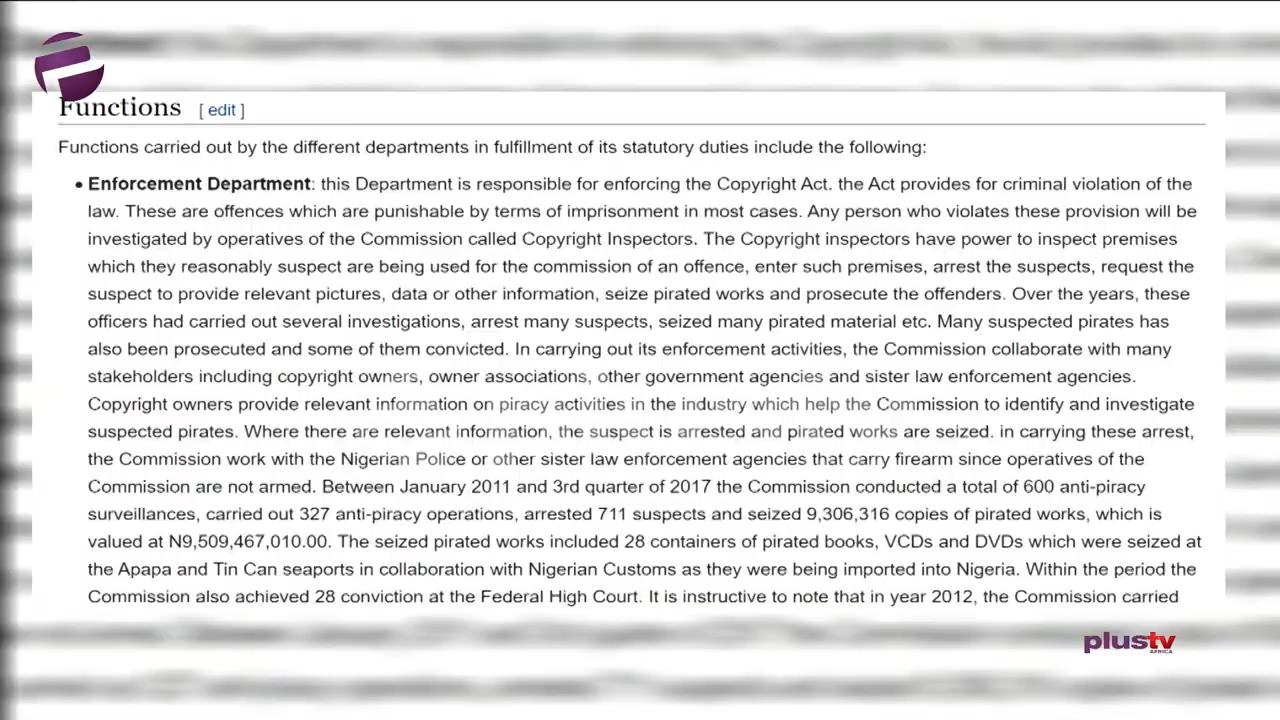 Functions [ edit ]
Functions carried out by the different departments in fulfillment of its statutory duties include the following:
• Enforcement Department: this Department is responsible for enforcing the Copyright Act. the Act provides for criminal violation of the
law. These are offences which are punishable by terms of imprisonment in most cases. Any person who violates these provision will be
investigated by operatives of the Commission called Copyright Inspectors. The Copyright inspectors have power to inspect premises
which they reasonably suspect are being used for the commission of an offence, enter such premises, arrest the suspects, request the
suspect to provide relevant pictures, data or other information, seize pirated works and prosecute the offenders. Over the years, these
officers had carried out several investigations, arrest many suspects, seized many pirated material etc. Many suspected pirates has
also been prosecuted and some of them convicted. In carrying out its enforcement activities, the Commission collaborate with many
stakeholders including copyright owners, owner associations, other government agencies and sister law enforcement agencies.
Copyright owners provide relevant information on piracy activities in the industry which help the Commission to identify and investigate
suspected pirates. Where there are relevant information, the suspect is arrested and pirated works are seized. in carrying these arrest,
the Commission work with the Nigerian Police or other sister law enforcement agencies that carry firearm since operatives of the
Commission are not armed. Between January 2011 and 3rd quarter of 2017 the Commission conducted a total of 600 anti-piracy
surveillances, carried out 327 anti-piracy operations, arrested 711 suspects and seized 9,306,316 copies of pirated works, which is
valued at N9,509,467,010.00. The seized pirated works included 28 containers of pirated books, VCDs and DVDs which were seized at
the Apapa and Tin Can seaports in collaboration with Nigerian Customs as they were being imported into Nigeria. Within the period the
Commission also achieved 28 conviction at the Federal High Court. It is instructive to note that in year 2012, the Commission carried
plustv
AFRICA